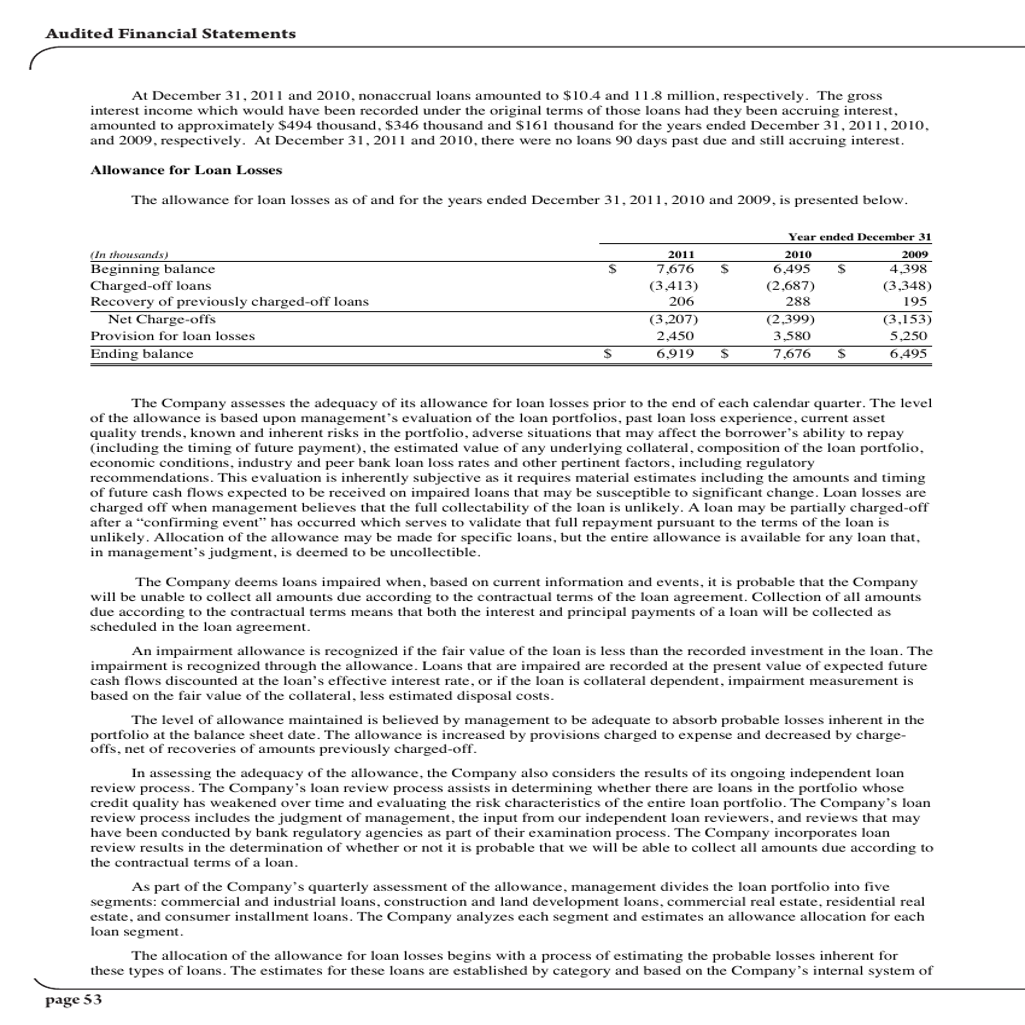 Audited Financial Statements
At December 31, 2011 and 2010, nonaccrual loans amounted to $10.4 and 11.8 million, respectively. The gross
interest income which would have been recorded under the original terms of those loans had they been accruing interest,
amounted to approximately $494 thousand, $346 thousand and $161 thousand for the years ended December 31, 2011, 2010,
and 2009, respectively. At December 31, 2011 and 2010, there were no loans 90 days past due and still accruing interest.
Allowance for Loan Losses
The allowance for loan losses as of and for the years ended December 31, 2011, 2010 and 2009, is presented below.
Year ended December 31
(In thousands) 2011 2010 2009
Beginning balance $ 7,676 $ 6,495 $ 4,398
Charged-off loans (3,413) (2,687) (3,348)
Recovery of previously charged-off loans 206 288 195
Net Charge-offs (3,207) (2,399) (3,153)
Provision for loan losses 2,450 3,580 5,250
Ending balance $ 6,919 $ 7,676 $ 6,495
The Company assesses the adequacy of its allowance for loan losses prior to the end of each calendar quarter. The level
of the allowance is based upon management's evaluation of the loan portfolios, past loan loss experience, current asset
quality trends, known and inherent risks in the portfolio, adverse situations that may affect the borrower's ability to repay
(including the timing of future payment), the estimated value of any underlying collateral, composition of the loan portfolio,
economic conditions, industry and peer bank loan loss rates and other pertinent factors, including regulatory
recommendations. This evaluation is inherently subjective as it requires material estimates including the amounts and timing
of future cash flows expected to be received on impaired loans that may be susceptible to significant change. Loan losses are
charged off when management believes that the full collectability of the loan is unlikely. A loan may be partially charged-off
after a “confirming event” has occurred which serves to validate that full repayment pursuant to the terms of the loan is
unlikely. Allocation of the allowance may be made for specific loans, but the entire allowance is available for any loan that,
in management's judgment, is deemed to be uncollectible.
The Company deems loans impaired when, based on current information and events, it is probable that the Company
will be unable to collect all amounts due according to the contractual terms of the loan agreement. Collection of all amounts
due according to the contractual terms means that both the interest and principal payments of a loan will be collected as
scheduled in the loan agreement.
An impairment allowance is recognized if the fair value of the loan is less than the recorded investment in the loan. The
impairment is recognized through the allowance. Loans that are impaired are recorded at the present value of expected future
cash flows discounted at the loan's effective interest rate, or if the loan is collateral dependent, impairment measurement is
based on the fair value of the collateral, less estimated disposal costs.
The level of allowance maintained is believed by management to be adequate to absorb probable losses inherent in the
portfolio at the balance sheet date. The allowance is increased by provisions charged to expense and decreased by charge-
offs, net of recoveries of amounts previously charged-off.
In assessing the adequacy of the allowance, the Company also considers the results of its ongoing independent loan
review process. The Company's loan review process assists in determining whether there are loans in the portfolio whose
credit quality has weakened over time and evaluating the risk characteristics of the entire loan portfolio. The Company's loan
review process includes the judgment of management, the input from our independent loan reviewers, and reviews that may
have been conducted by bank regulatory agencies as part of their examination process. The Company incorporates loan
review results in the determination of whether or not it is probable that we will be able to collect all amounts due according to
the contractual terms of a loan.
As part of the Company's quarterly assessment of the allowance, management divides the loan portfolio into five
segments: commercial and industrial loans, construction and land development loans, commercial real estate, residential real
estate, and consumer installment loans. The Company analyzes each segment and estimates an allowance allocation for each
loan segment.
The allocation of the allowance for loan losses begins with a process of estimating the probable losses inherent for
these types of loans. The estimates for these loans are established by category and based on the Company's internal system of
page 53